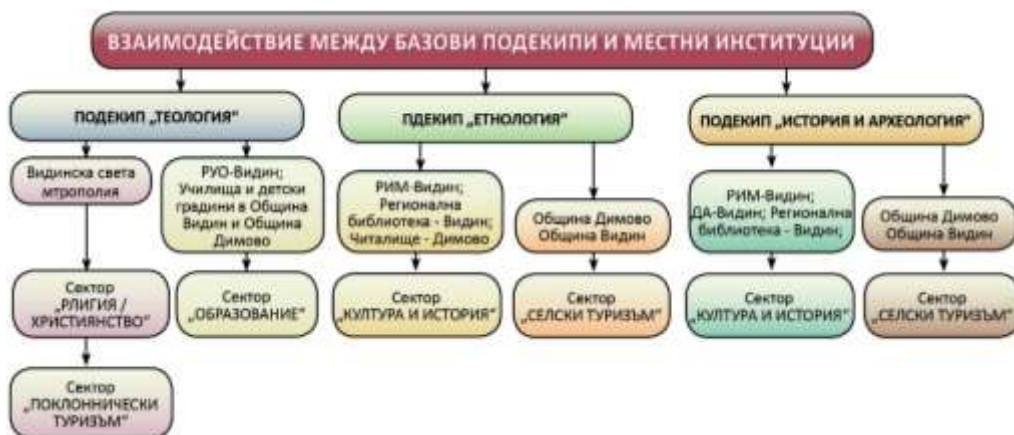 ВЗАИМОДЕЙСТВИЕ МЕЖДУ БАЗОВИ ПОДЕКИПИ И МЕСТНИ ИНСТИТУЦИИ
ПОДЕКИП „ТЕОЛОГИЯ“
ПДЕКИП „ЕТНОЛОГИЯ“
ПОДЕКИП „ИСТОРИЯ И АРХЕОЛОГИЯ“
Видинска света
мтрополия
РУО-Видин;
Училища и детски
градини в Община
Видин и Община
Димово
РИМ-Видин;
Регионална
библиотека - Видин;
Читалище - Димово
Община Димово
Община Видин
РИМ-Видин;
ДА-Видин; Регионална
библиотека - Видин;
Община Димово
Община Видин
Сектор
„РЛИГИЯ /
ХРИСТИЯНСТВО“
Сектор
„ОБРАЗОВАНИЕ“
Сектор
„КУЛТУРА И ИСТОРИЯ“
Сектор
„СЕЛСКИ ТУРИЗЪМ“
Сектор
„КУЛТУРА И ИСТОРИЯ“
Сектор
„СЕЛСКИ ТУРИЗЪМ“
Сектор
„ПОКЛОННИЧЕСКИ
ТУРИЗЪМ“